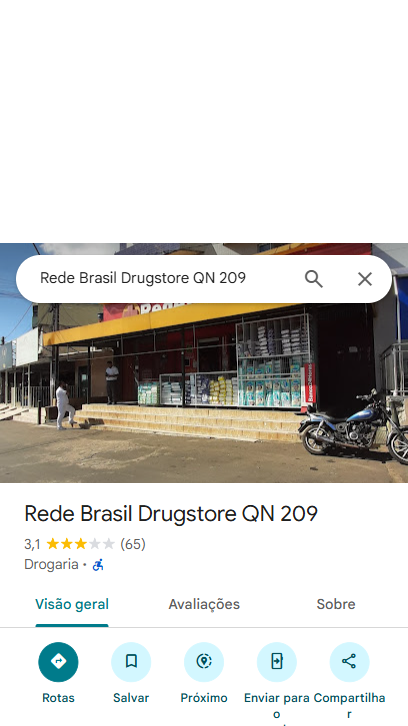 Rede Brasil Drugstore QN 209
Rede Brasil Drugstore QN 209
3,1 (65)
Drogaria ·
Visão geral
Avaliações
Sobre
Rotas
Salvar
Próximo
Enviar para o
Compartilhar